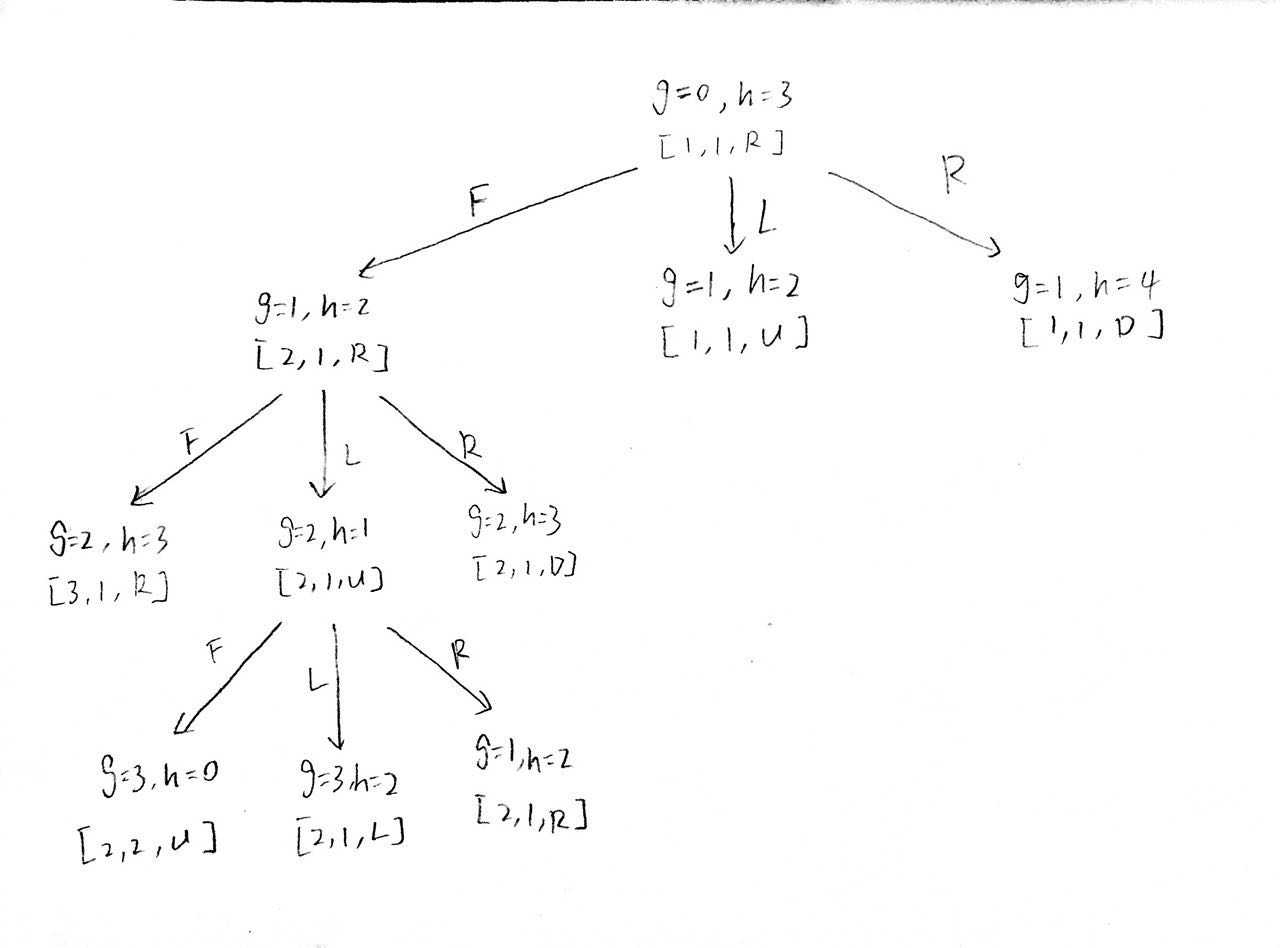 g=0, h=3
[1,1,R]
F
L
R
g=1, h=2
[2,1,R]
g=1, h=2
[1,1,U]
g=1, h=4
[1,1,D]
F
L
R
g=2, h=3
[3,1,R]
g=2, h=1
[2,1,U]
g=2, h=3
[2,1,D]
F
L
R
g=3, h=0
[2,2,U]
g=3, h=2
[2,1,L]
g=1, h=2
[2,1,R]